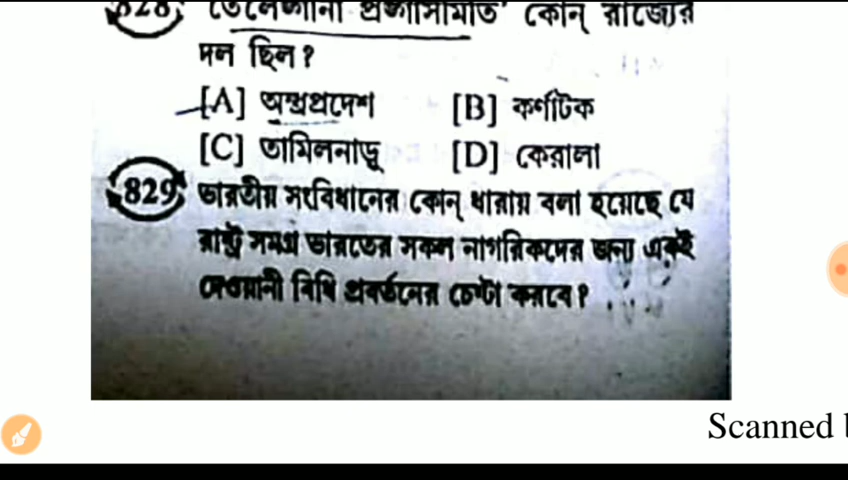 828 তেলেঙ্গানা প্রজাসমিতি' কোন্ রাজ্যের
দল ছিল?
[A] অন্ধ্রপ্রদেশ [B] কর্ণাটক
[C] তামিলনাড়ু [D] কেরালা
829 ভারতীয় সংবিধানের কোন্ ধারায় বলা হয়েছে যে
রাষ্ট্র সমগ্র ভারতের সকল নাগরিকদের জন্য একই
দেওয়ানী বিধি প্রবর্তনের চেষ্টা করবে?
Scanned